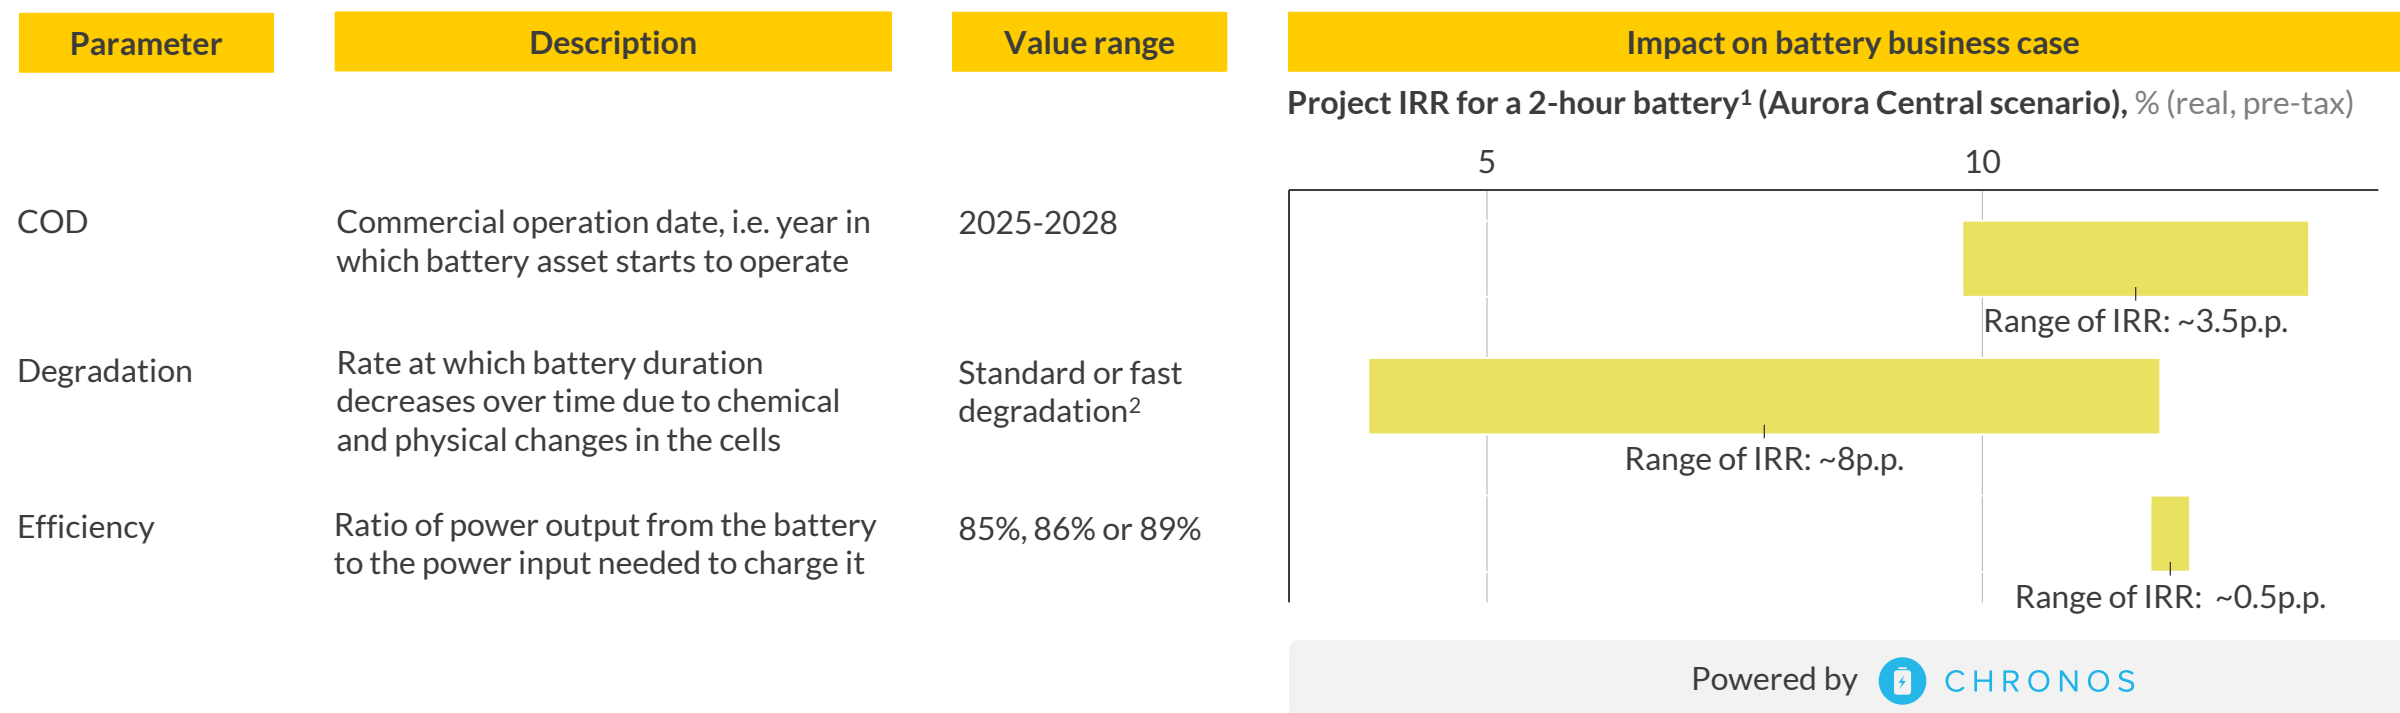 Parameter
Description
Value range
Impact on battery business case
Project IRR for a 2-hour battery¹ (Aurora Central scenario), % (real, pre-tax)
5
10
COD
Commercial operation date, i.e. year in
which battery asset starts to operate
2025-2028
Range of IRR: ~3.5p.p.
Degradation
Rate at which battery duration
decreases over time due to chemical
and physical changes in the cells
Standard or fast
degradation²
Range of IRR: ~8p.p.
Efficiency
Ratio of power output from the battery
to the power input needed to charge it
85%, 86% or 89%
Range of IRR: ~0.5p.p.
Powered by CHRONOS